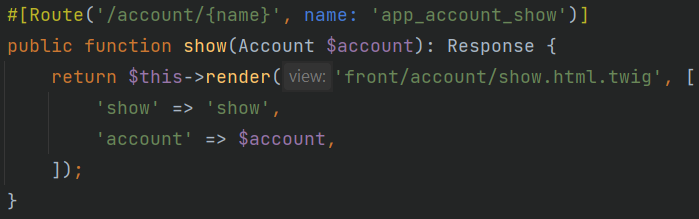 #[Route('/account/{name}', name: 'app_account_show')]
public function show(Account $account): Response {
    return $this->render( view: 'front/account/show.html.twig', [
        'show' => 'show',
        'account' => $account,
    ]);
}